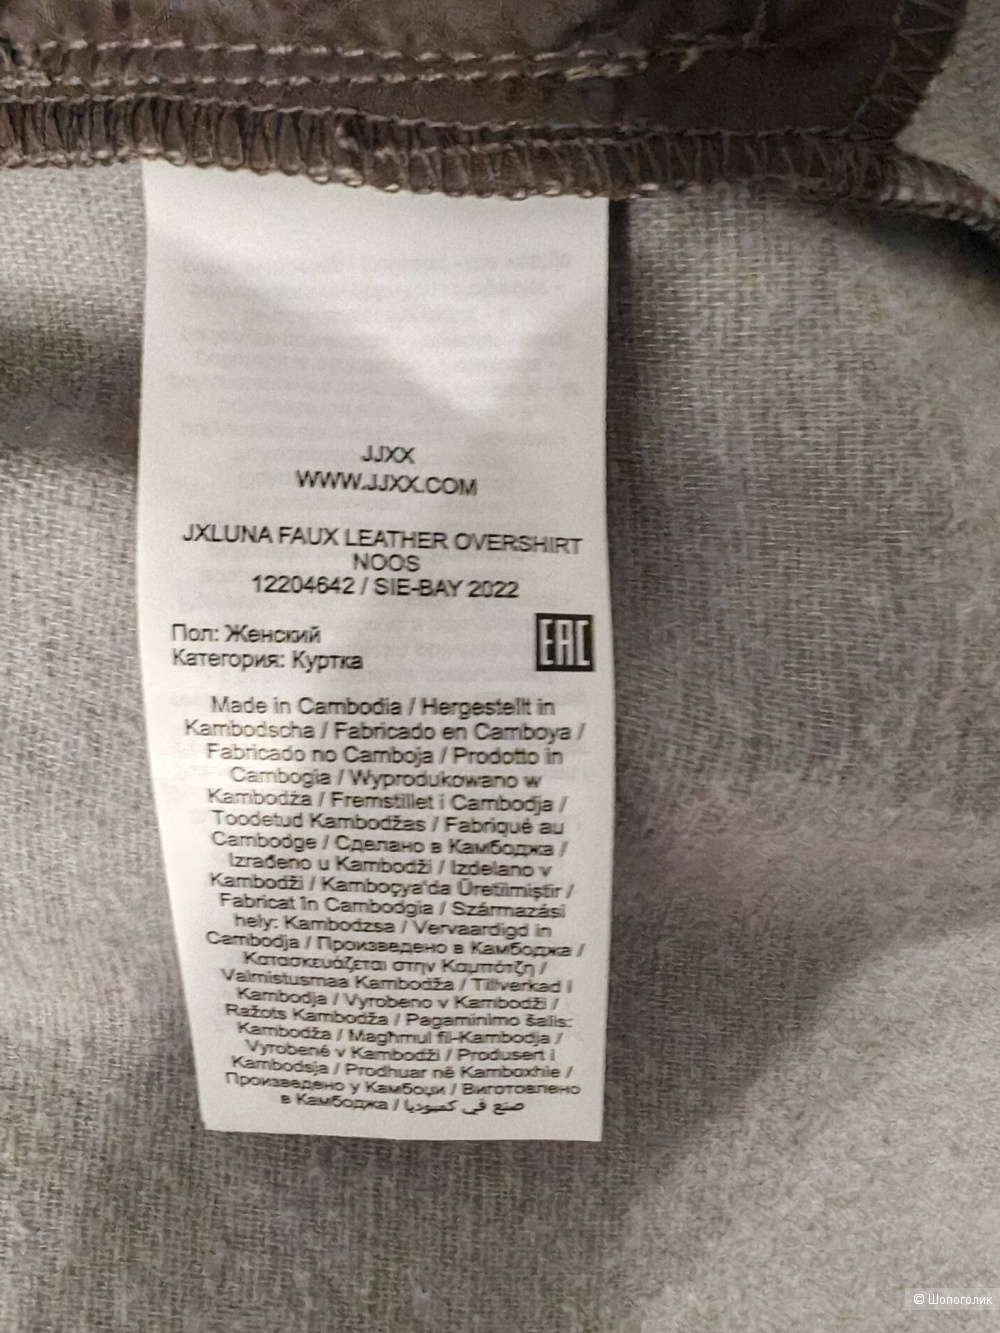 JJXX
WWW.JJXX.COM
JXLUNA FAUX LEATHER OVERSHIRT
NOOS
12204642 / SIE-BAY 2022
Пол: Женский
Категория: Куртка
EAC
Made in Cambodia / Hergestellt in
Kambodscha / Fabricado en Camboya /
Fabricado no Camboja / Prodotto in
Cambogia / Wyprodukowano w
Kambodża / Fremstillet i Cambodja /
Toodetud Kambodžas / Fabriqué au
Cambodge / Сделано в Камбоджа /
Izrađeno u Kambodži / Izdelano v
Kambodži / Kamboçya'da Üretilmiştir /
Fabricat în Cambodgia / Származási
hely: Kambodzsa / Vervaardigd in
Cambodja / Произведено в Камбоджа /
Κατασκευάζεται στην Καμπότζη /
Valmistusmaa Kambodža / Tillverkad i
Kambodja / Vyrobeno v Kambodži /
Ražots Kambodža / Pagaminimo šalis:
Kambodža / Magħmul fil-Kambodja /
Vyrobené v Kambodži / Produsert i
Kambodsja / Prodhuar në Kamboxhie /
Произведено у Камбоџи / Виготовлено
в Камбоджа / صنع في كمبوديا
© Шопоголик